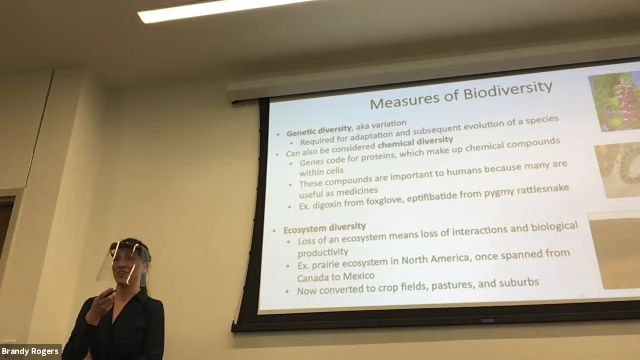 Measures of Biodiversity
• Genetic diversity, aka variation
• Required for adaptation and subsequent evolution of a species
• Can also be considered chemical diversity
• Genes code for proteins, which make up chemical compounds
within cells
• These compounds are important to humans because many are
useful as medicines
• Ex. digoxin from foxglove, eptifibatide from pygmy rattlesnake
• Ecosystem diversity
• Loss of an ecosystem means loss of interactions and biological
productivity
• Ex. prairie ecosystem in North America, once spanned from
Canada to Mexico
• Now converted to crop fields, pastures, and suburbs
Brandy Rogers